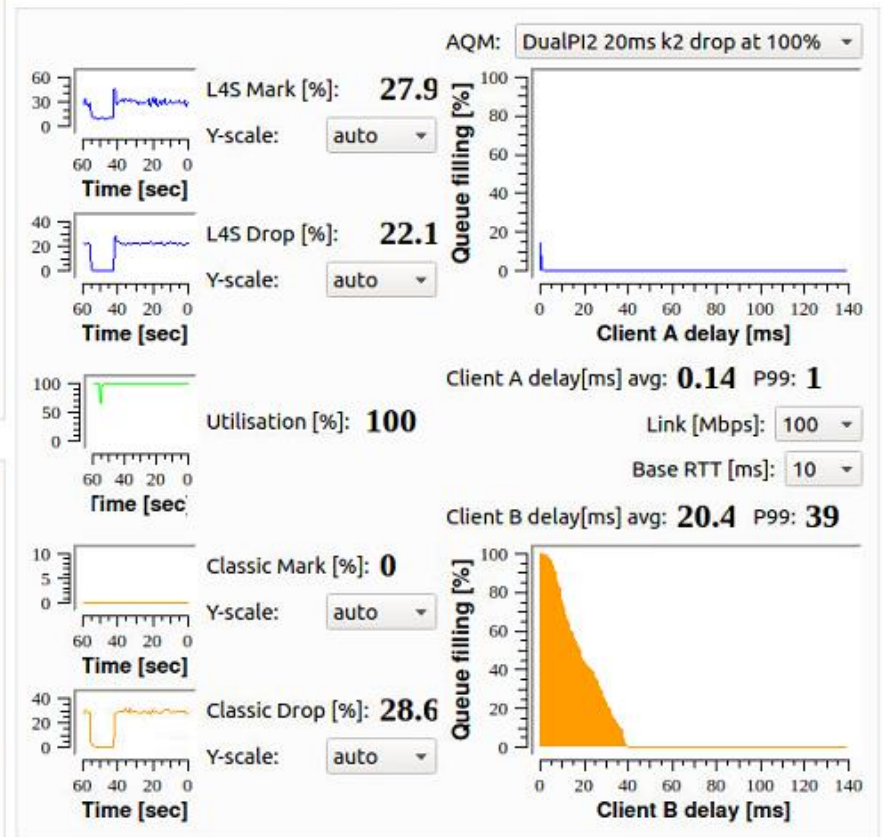 AQM: DualPI2 20ms k2 drop at 100%
60
30
0
L4S Mark [%]: 27.9
Y-scale: auto
60 40 20 0
Time [sec]
40
20
0
L4S Drop [%]: 22.1
Y-scale: auto
60 40 20 0
Time [sec]
Queue filling [%]
100
80
60
40
20
0
0 20 40 60 80 100 120 140
Client A delay [ms]
Client A delay[ms] avg: 0.14 P99: 1
100
50
0
Utilisation [%]: 100
60 40 20 0
Time [sec]
Link [Mbps]: 100
Base RTT [ms]: 10
Client B delay[ms] avg: 20.4 P99: 39
10
5
0
Classic Mark [%]: 0
Y-scale: auto
60 40 20 0
Time [sec]
40
20
0
Classic Drop [%]: 28.6
Y-scale: auto
60 40 20 0
Time [sec]
Queue filling [%]
100
80
60
40
20
0
0 20 40 60 80 100 120 140
Client B delay [ms]